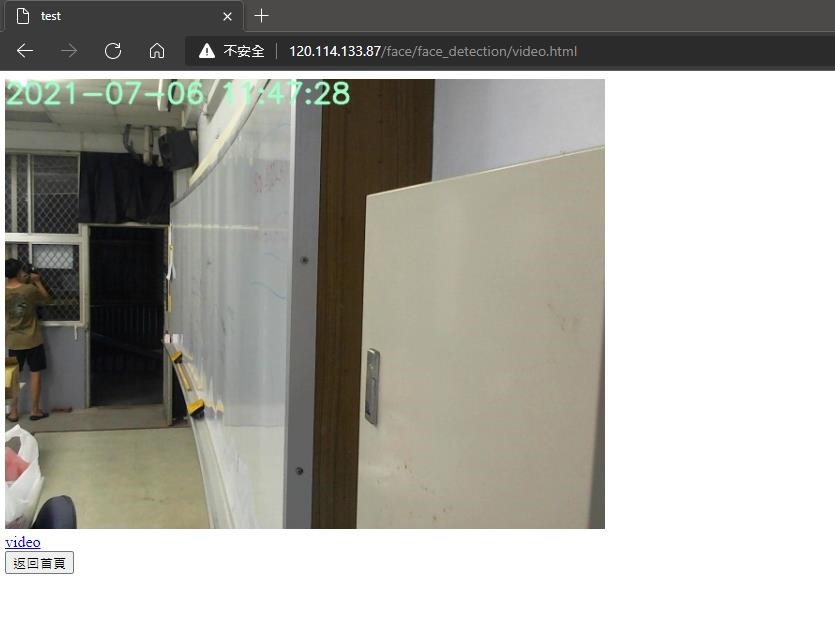 test
不安全 120.114.133.87/face/face_detection/video.html
2021-07-06 11:47:28
video
返回首頁